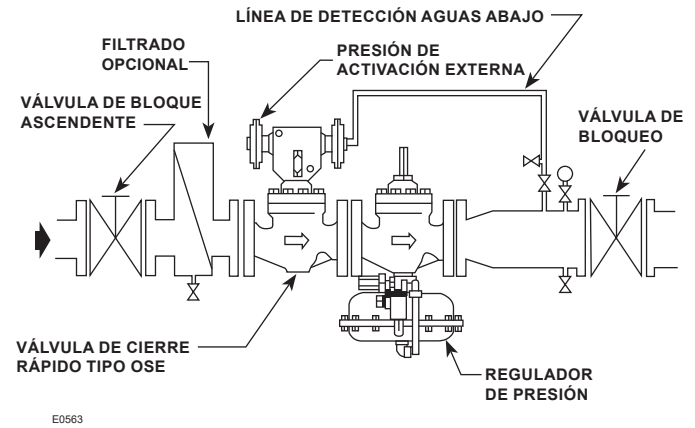 LÍNEA DE DETECCIÓN AGUAS ABAJO
FILTRADO
OPCIONAL
PRESIÓN DE
ACTIVACIÓN EXTERNA
VÁLVULA DE BLOQUE
ASCENDENTE
VÁLVULA DE
BLOQUEO
VÁLVULA DE CIERRE
RÁPIDO TIPO OSE
REGULADOR
DE PRESIÓN
E0563